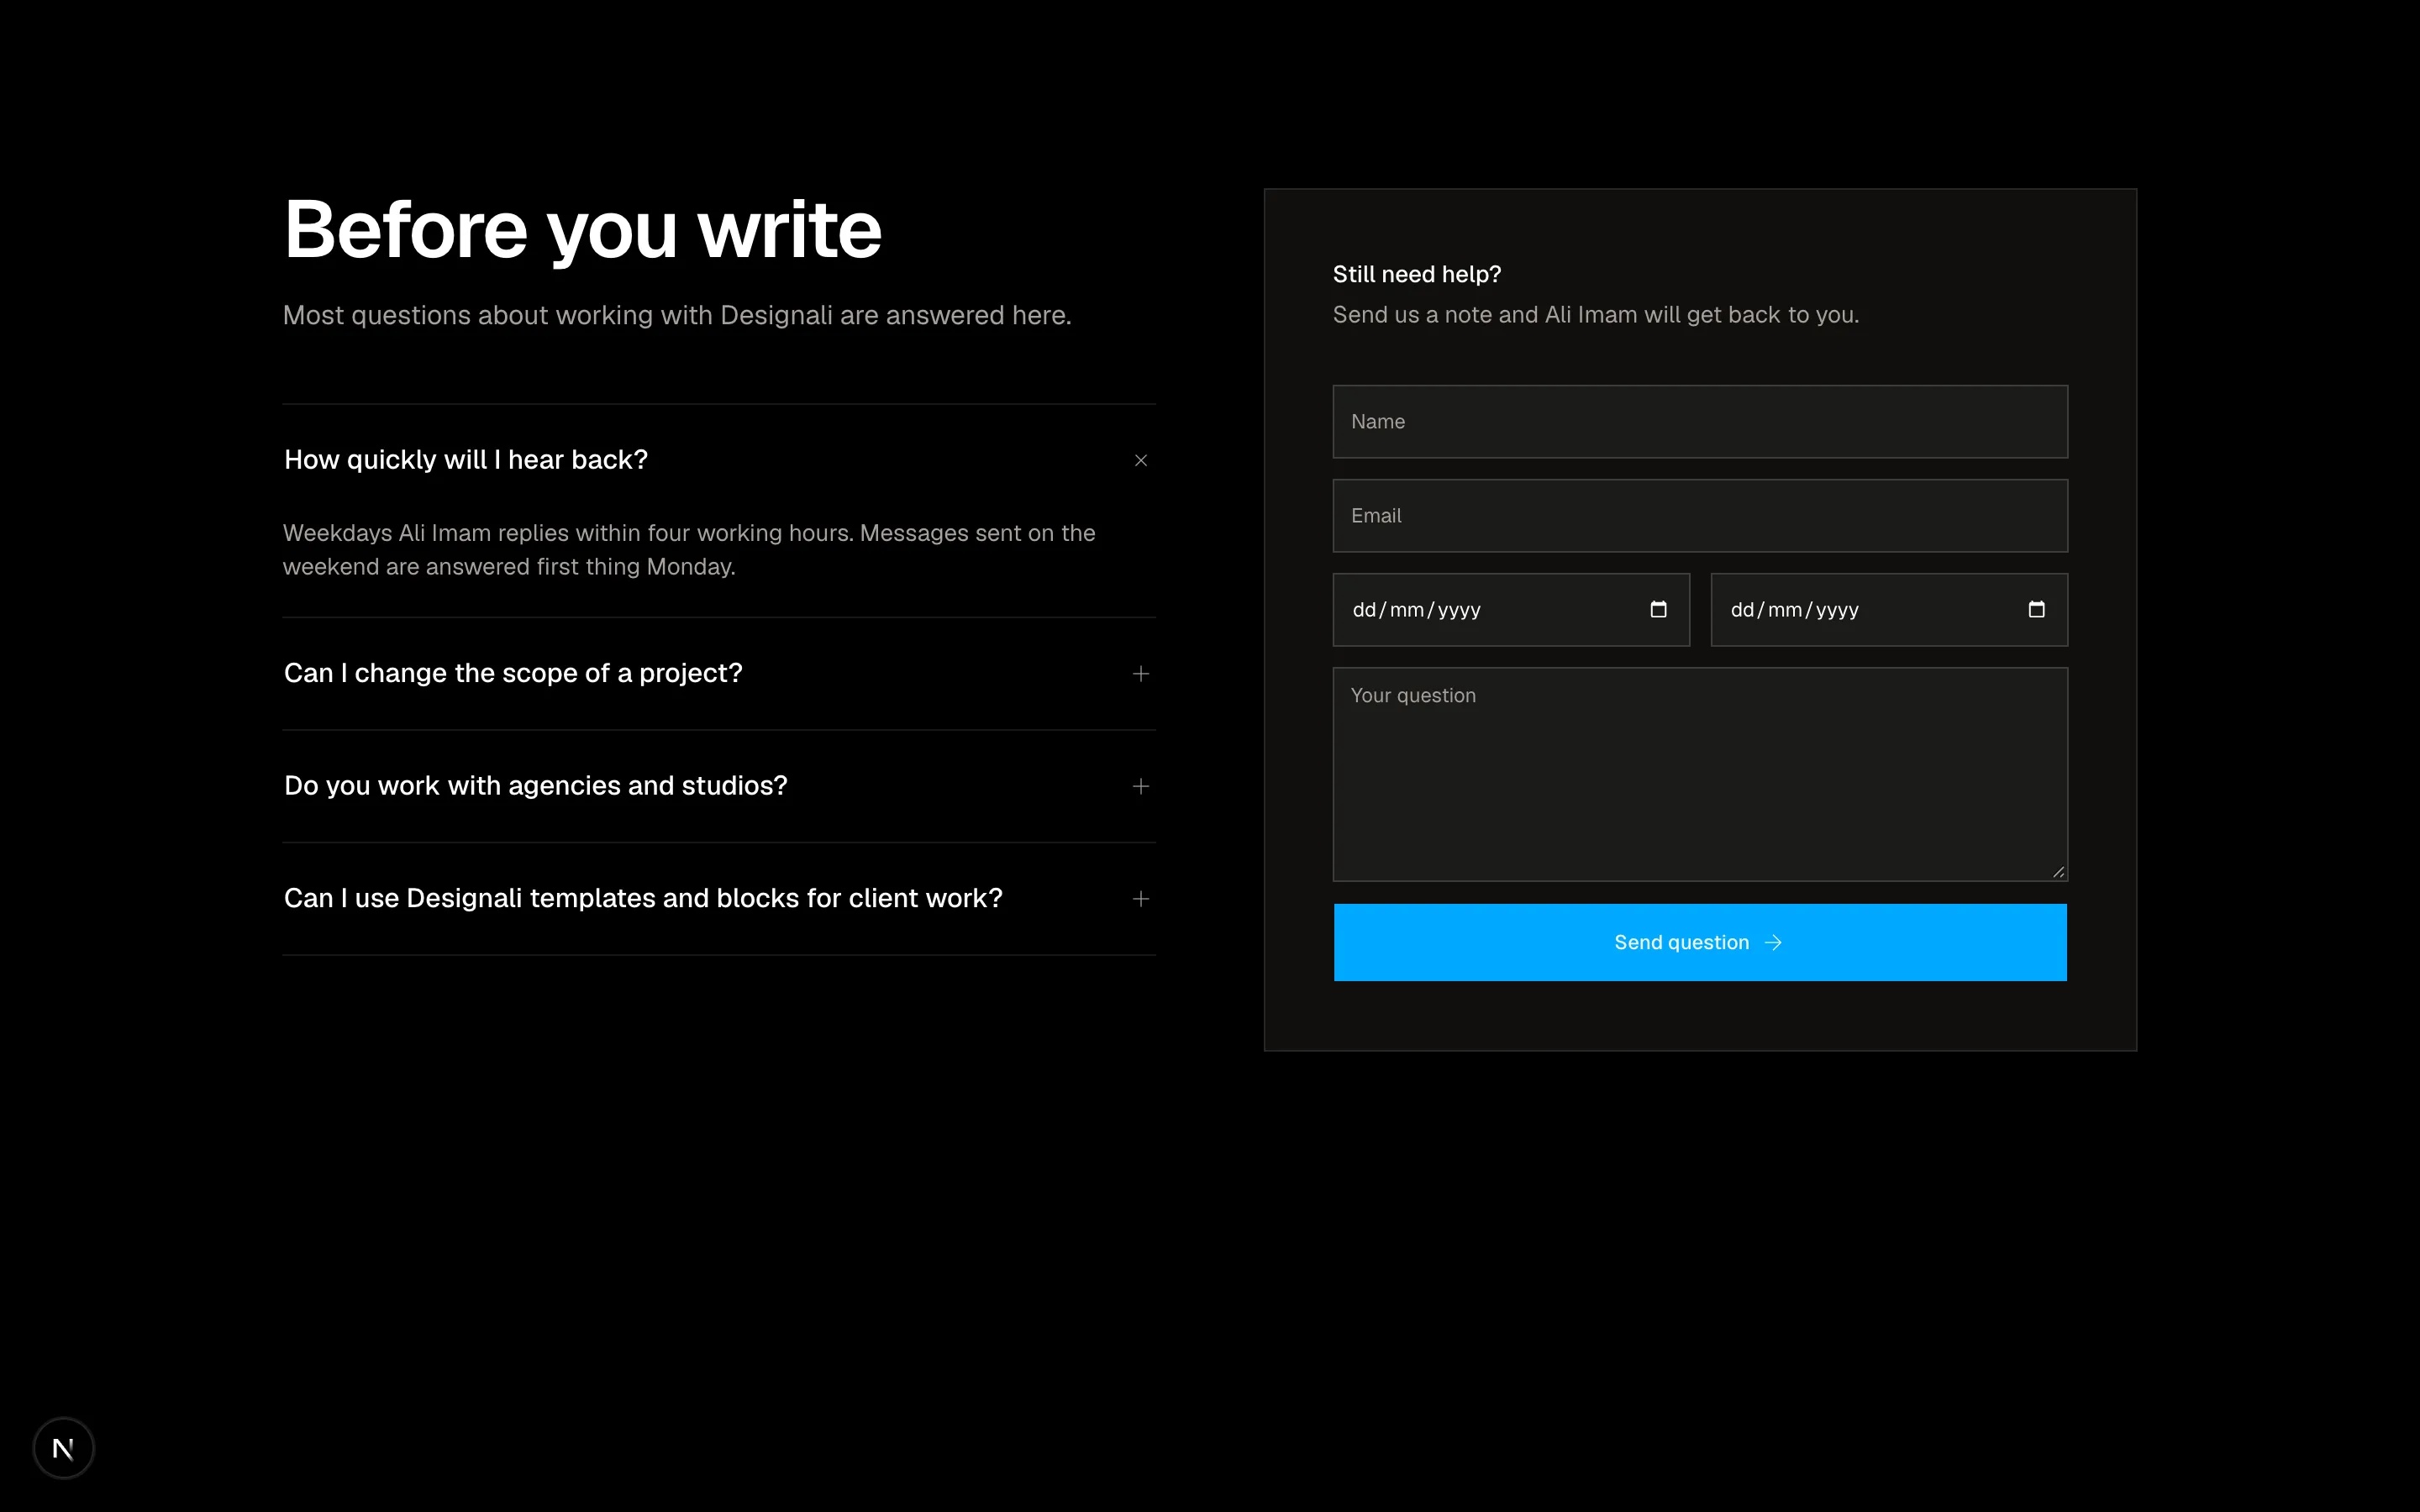 Before you write
Most questions about working with Designali are answered here.
How quickly will I hear back?
Weekdays Ali Imam replies within four working hours. Messages sent on the
weekend are answered first thing Monday.
Can I change the scope of a project?
Do you work with agencies and studios?
Can I use Designali templates and blocks for client work?
Still need help?
Send us a note and Ali Imam will get back to you.
Name
Email
dd/mm/yyyy dd/mm/yyyy
Your question
Send question
N